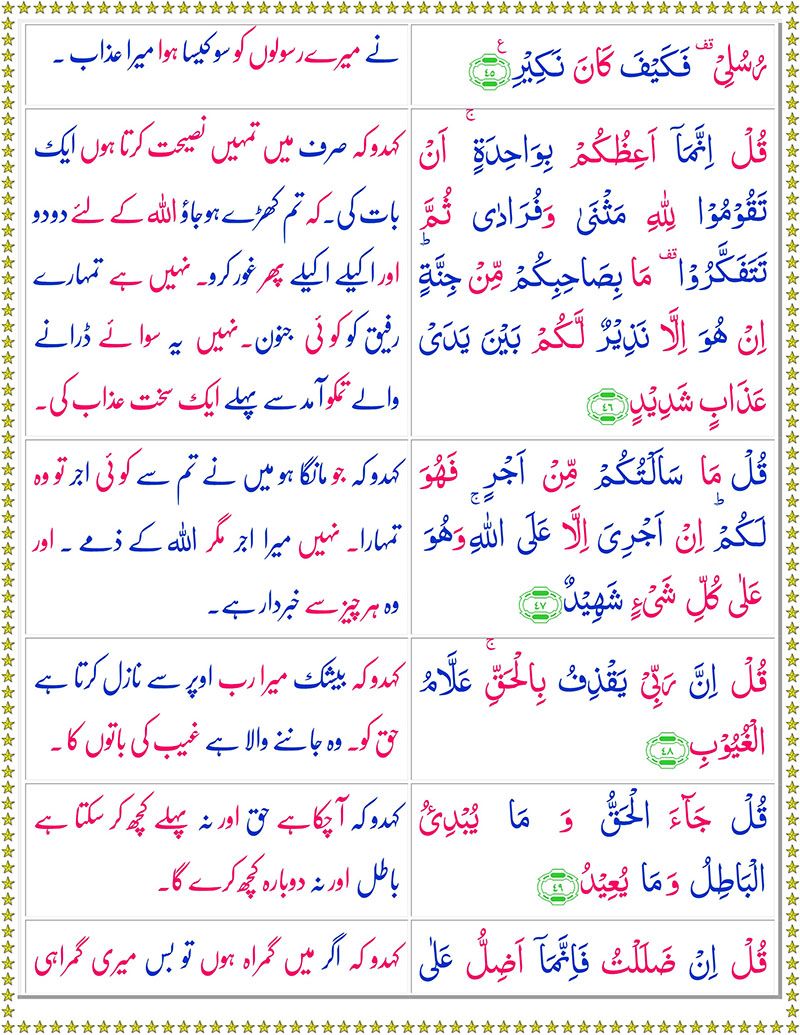 رُسُلِیْ ۫ فَکَیْفَ کَانَ نَکِیْرِ ﴿٤٥﴾ ع
نے میرے رسولوں کو سو کیسا ہوا میرا عذاب ۔
قُلْ اِنَّمَاۤ اَعِظُکُمْ بِوَاحِدَةٍ ۚ اَنْ
تَقُوْمُوْا لِلّٰهِ مَثْنٰی وَفُرَادٰی ثُمَّ
تَتَفَکَّرُوْا ۫ مَا بِصَاحِبِکُمْ مِّنْ جِنَّةٍ ؕ
اِنْ هُوَ اِلَّا نَذِیْرٌ لَّکُمْ بَیْنَ یَدَیْ
عَذَابٍ شَدِیْدٍ ﴿٤٦﴾
کہدو کہ صرف میں تمہیں نصیحت کرتا ہوں ایک
بات کی۔ کہ تم کھڑے ہو جاؤ اللہ کے لئے دو دو
اور اکیلے اکیلے پھر غور کرو۔ نہیں ہے تمہارے
رفیق کو کوئی جنون۔ نہیں یہ سوائے ڈرانے
والے تمکو آمد سے پہلے ایک سخت عذاب کی۔
قُلْ مَا سَاَلْتُکُمْ مِّنْ اَجْرٍ فَهُوَ
لَکُمْ ؕ اِنْ اَجْرِیَ اِلَّا عَلَی اللّٰهِ ۚ وَهُوَ
عَلٰی کُلِّ شَیْءٍ شَهِیْدٌ ﴿٤٧﴾
کہدو کہ جو مانگا ہو میں نے تم سے کوئی اجر تو وہ
تمہارا۔ نہیں میرا اجر مگر اللہ کے ذمے ۔ اور
وہ ہر چیز سے خبردار ہے۔
قُلْ اِنَّ رَبِّیْ یَقْذِفُ بِالْحَقِّ ۚ عَلَّامُ
الْغُیُوْبِ ﴿٤٨﴾
کہدو کہ بیشک میرا رب اوپر سے نازل کرتا ہے
حق کو۔ وہ جاننے والا ہے غیب کی باتوں کا ۔
قُلْ جَآءَ الْحَقُّ وَ مَا یُبْدِئُ
الْبَاطِلُ وَمَا یُعِیْدُ ﴿٤٩﴾
کہدو کہ آ چکا ہے حق اور نہ پہلے کچھ کر سکتا ہے
باطل اور نہ دوبارہ کچھ کرے گا۔
قُلْ اِنْ ضَلَلْتُ فَاِنَّمَاۤ اَضِلُّ عَلٰی
کہدو کہ اگر میں گمراہ ہوں تو بس میری گمراہی